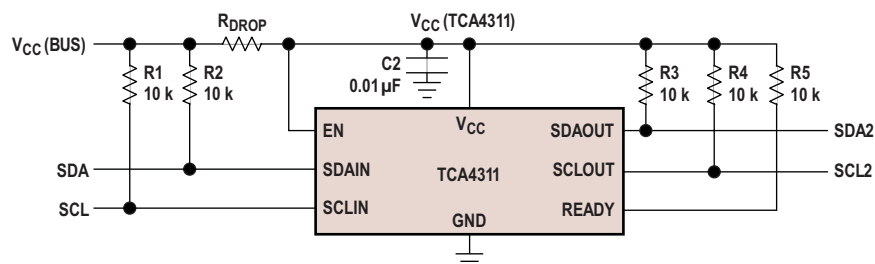 RDROP
VCC (TCA4311)
VCC (BUS)
C2
0.01 µF
R1
10 k
R2
10 k
R3
10 k
R4
10 k
R5
10 k
EN
VCC
SDAOUT
SDA2
SDA
SDAIN
TCA4311
SCLOUT
SCL2
SCL
SCLIN
READY
GND